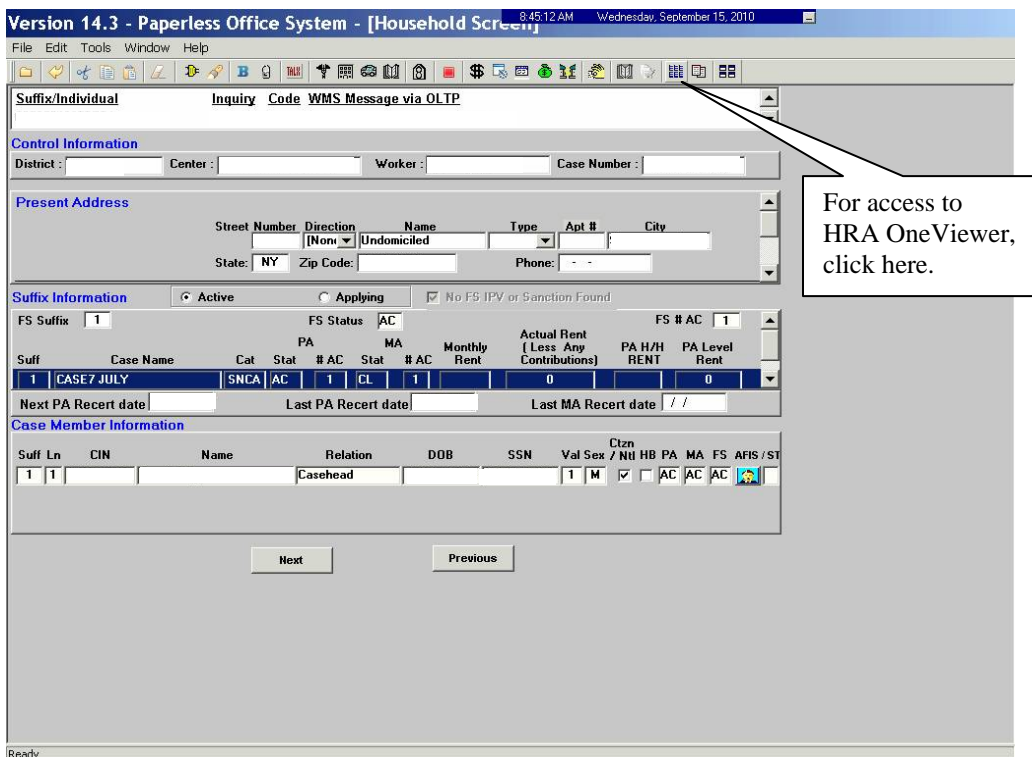 Version 14.3 - Paperless Office System - [Household Screen]
8:45:12 AM Wednesday, September 15, 2010
File Edit Tools Window Help
TALK
Suffix/Individual Inquiry Code WMS Message via OLTP
Control Information
District : Center : Worker : Case Number :
For access to
HRA OneViewer,
click here.
Present Address
Street Number Direction Name Type Apt # City
[None Undomiciled
State: NY Zip Code: Phone: - -
Suffix Information Active Applying No FS IPV or Sanction Found
FS Suffix 1 FS Status AC FS # AC 1
PA MA Monthly Rent Actual Rent ( Less Any Contributions) PA H/H RENT PA Level Rent
Suff Case Name Cat Stat # AC Stat # AC
1 CASE7 JULY SNCA AC 1 CL 1 0 0
Next PA Recert date Last PA Recert date Last MA Recert date / /
Case Member Information
Suff Ln CIN Name Relation DOB SSN Val Sex Ctzn / Ntl HB PA MA FS AFIS / ST
1 1 Casehead 1 M AC AC AC
Next Previous
Ready